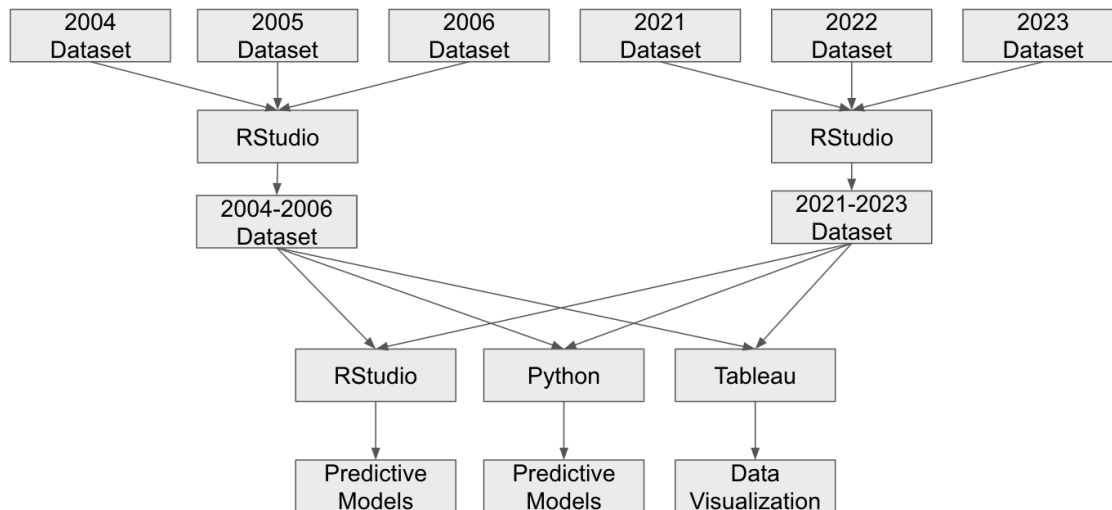 2004
Dataset
2005
Dataset
2006
Dataset
2021
Dataset
2022
Dataset
2023
Dataset
RStudio
RStudio
2004-2006
Dataset
2021-2023
Dataset
RStudio
Python
Tableau
Predictive
Models
Predictive
Models
Data
Visualization